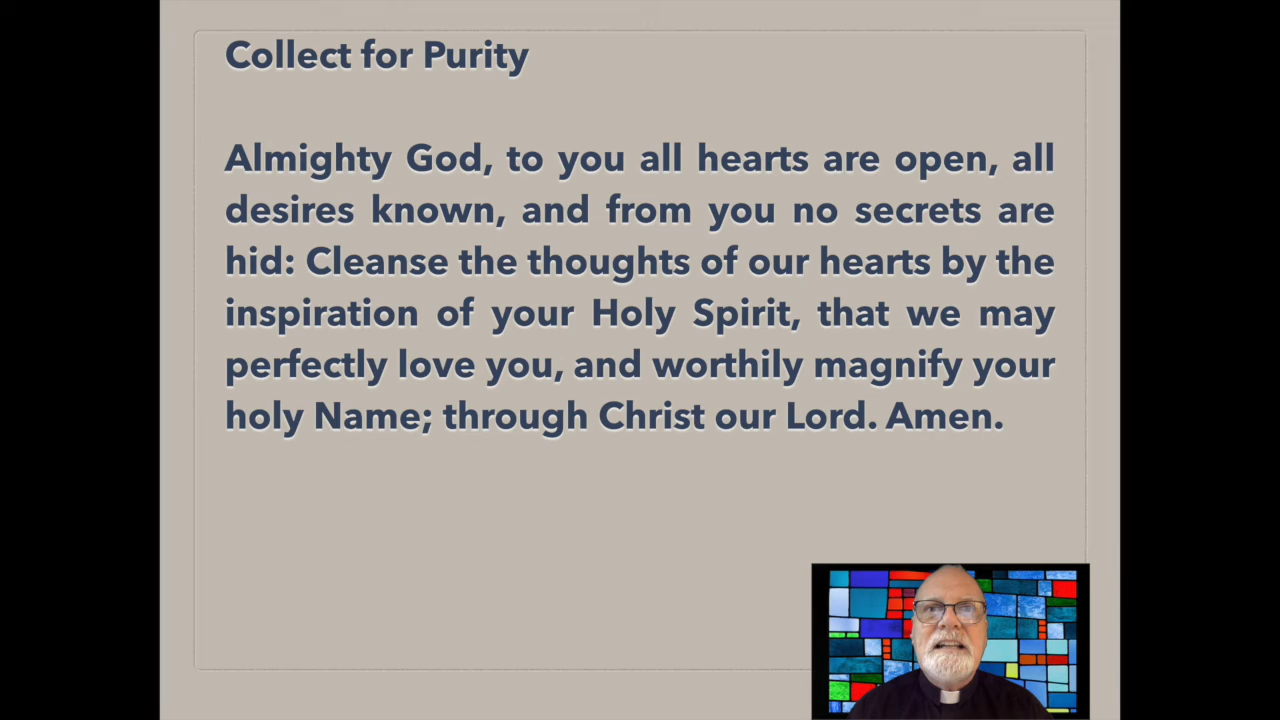 Collect for Purity
Almighty God, to you all hearts are open, all
desires known, and from you no secrets are
hid: Cleanse the thoughts of our hearts by the
inspiration of your Holy Spirit, that we may
perfectly love you, and worthily magnify your
holy Name; through Christ our Lord. Amen.